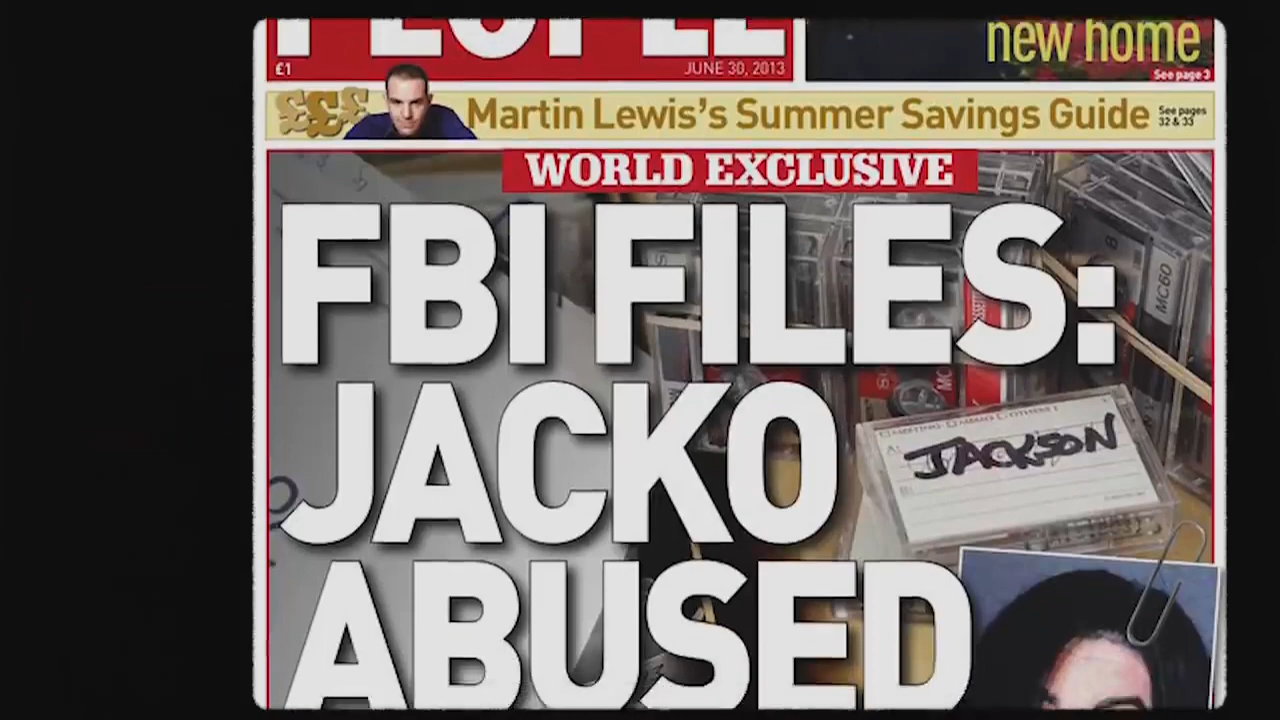 PEOPLE
new home
See page 3
£1
JUNE 30, 2013
£££
Martin Lewis's Summer Savings Guide
See pages
32 & 33
WORLD EXCLUSIVE
FBI FILES:
JACKO
ABUSED
MC60
JACKSON